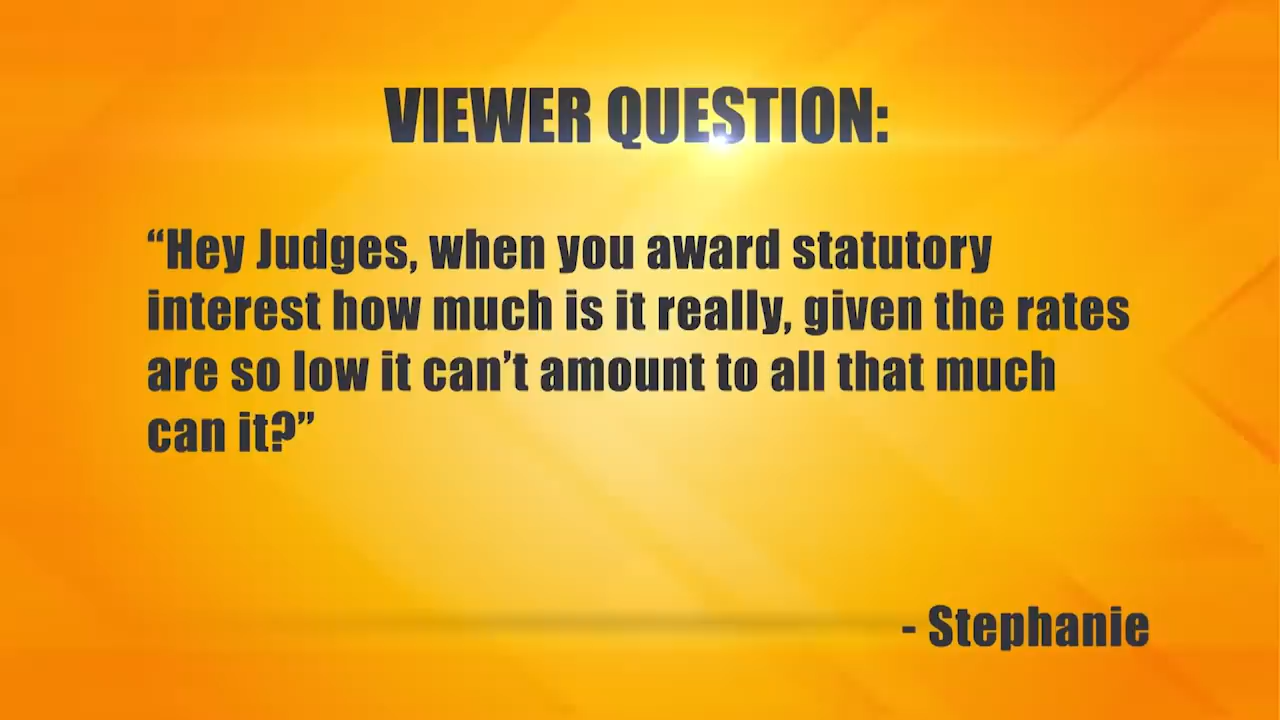 VIEWER QUESTION:
“Hey Judges, when you award statutory
interest how much is it really, given the rates
are so low it can’t amount to all that much
can it?”
- Stephanie